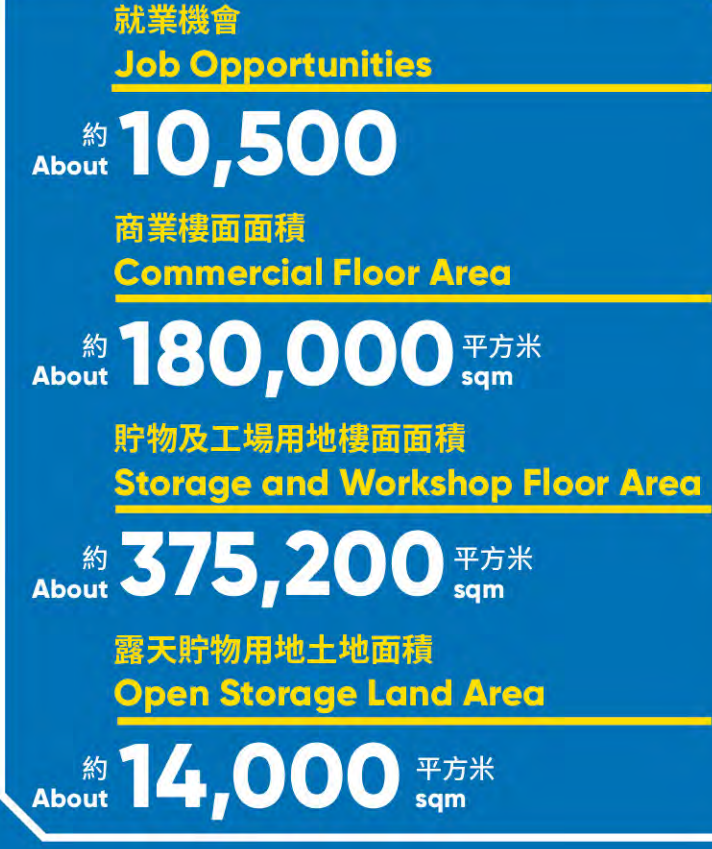 就業機會
Job Opportunities
約
About 10,500
商業樓面面積
Commercial Floor Area
約
About 180,000 平方米
sqm
貯物及工場用地樓面面積
Storage and Workshop Floor Area
約
About 375,200 平方米
sqm
露天貯物用地土地面積
Open Storage Land Area
約
About 14,000 平方米
sqm